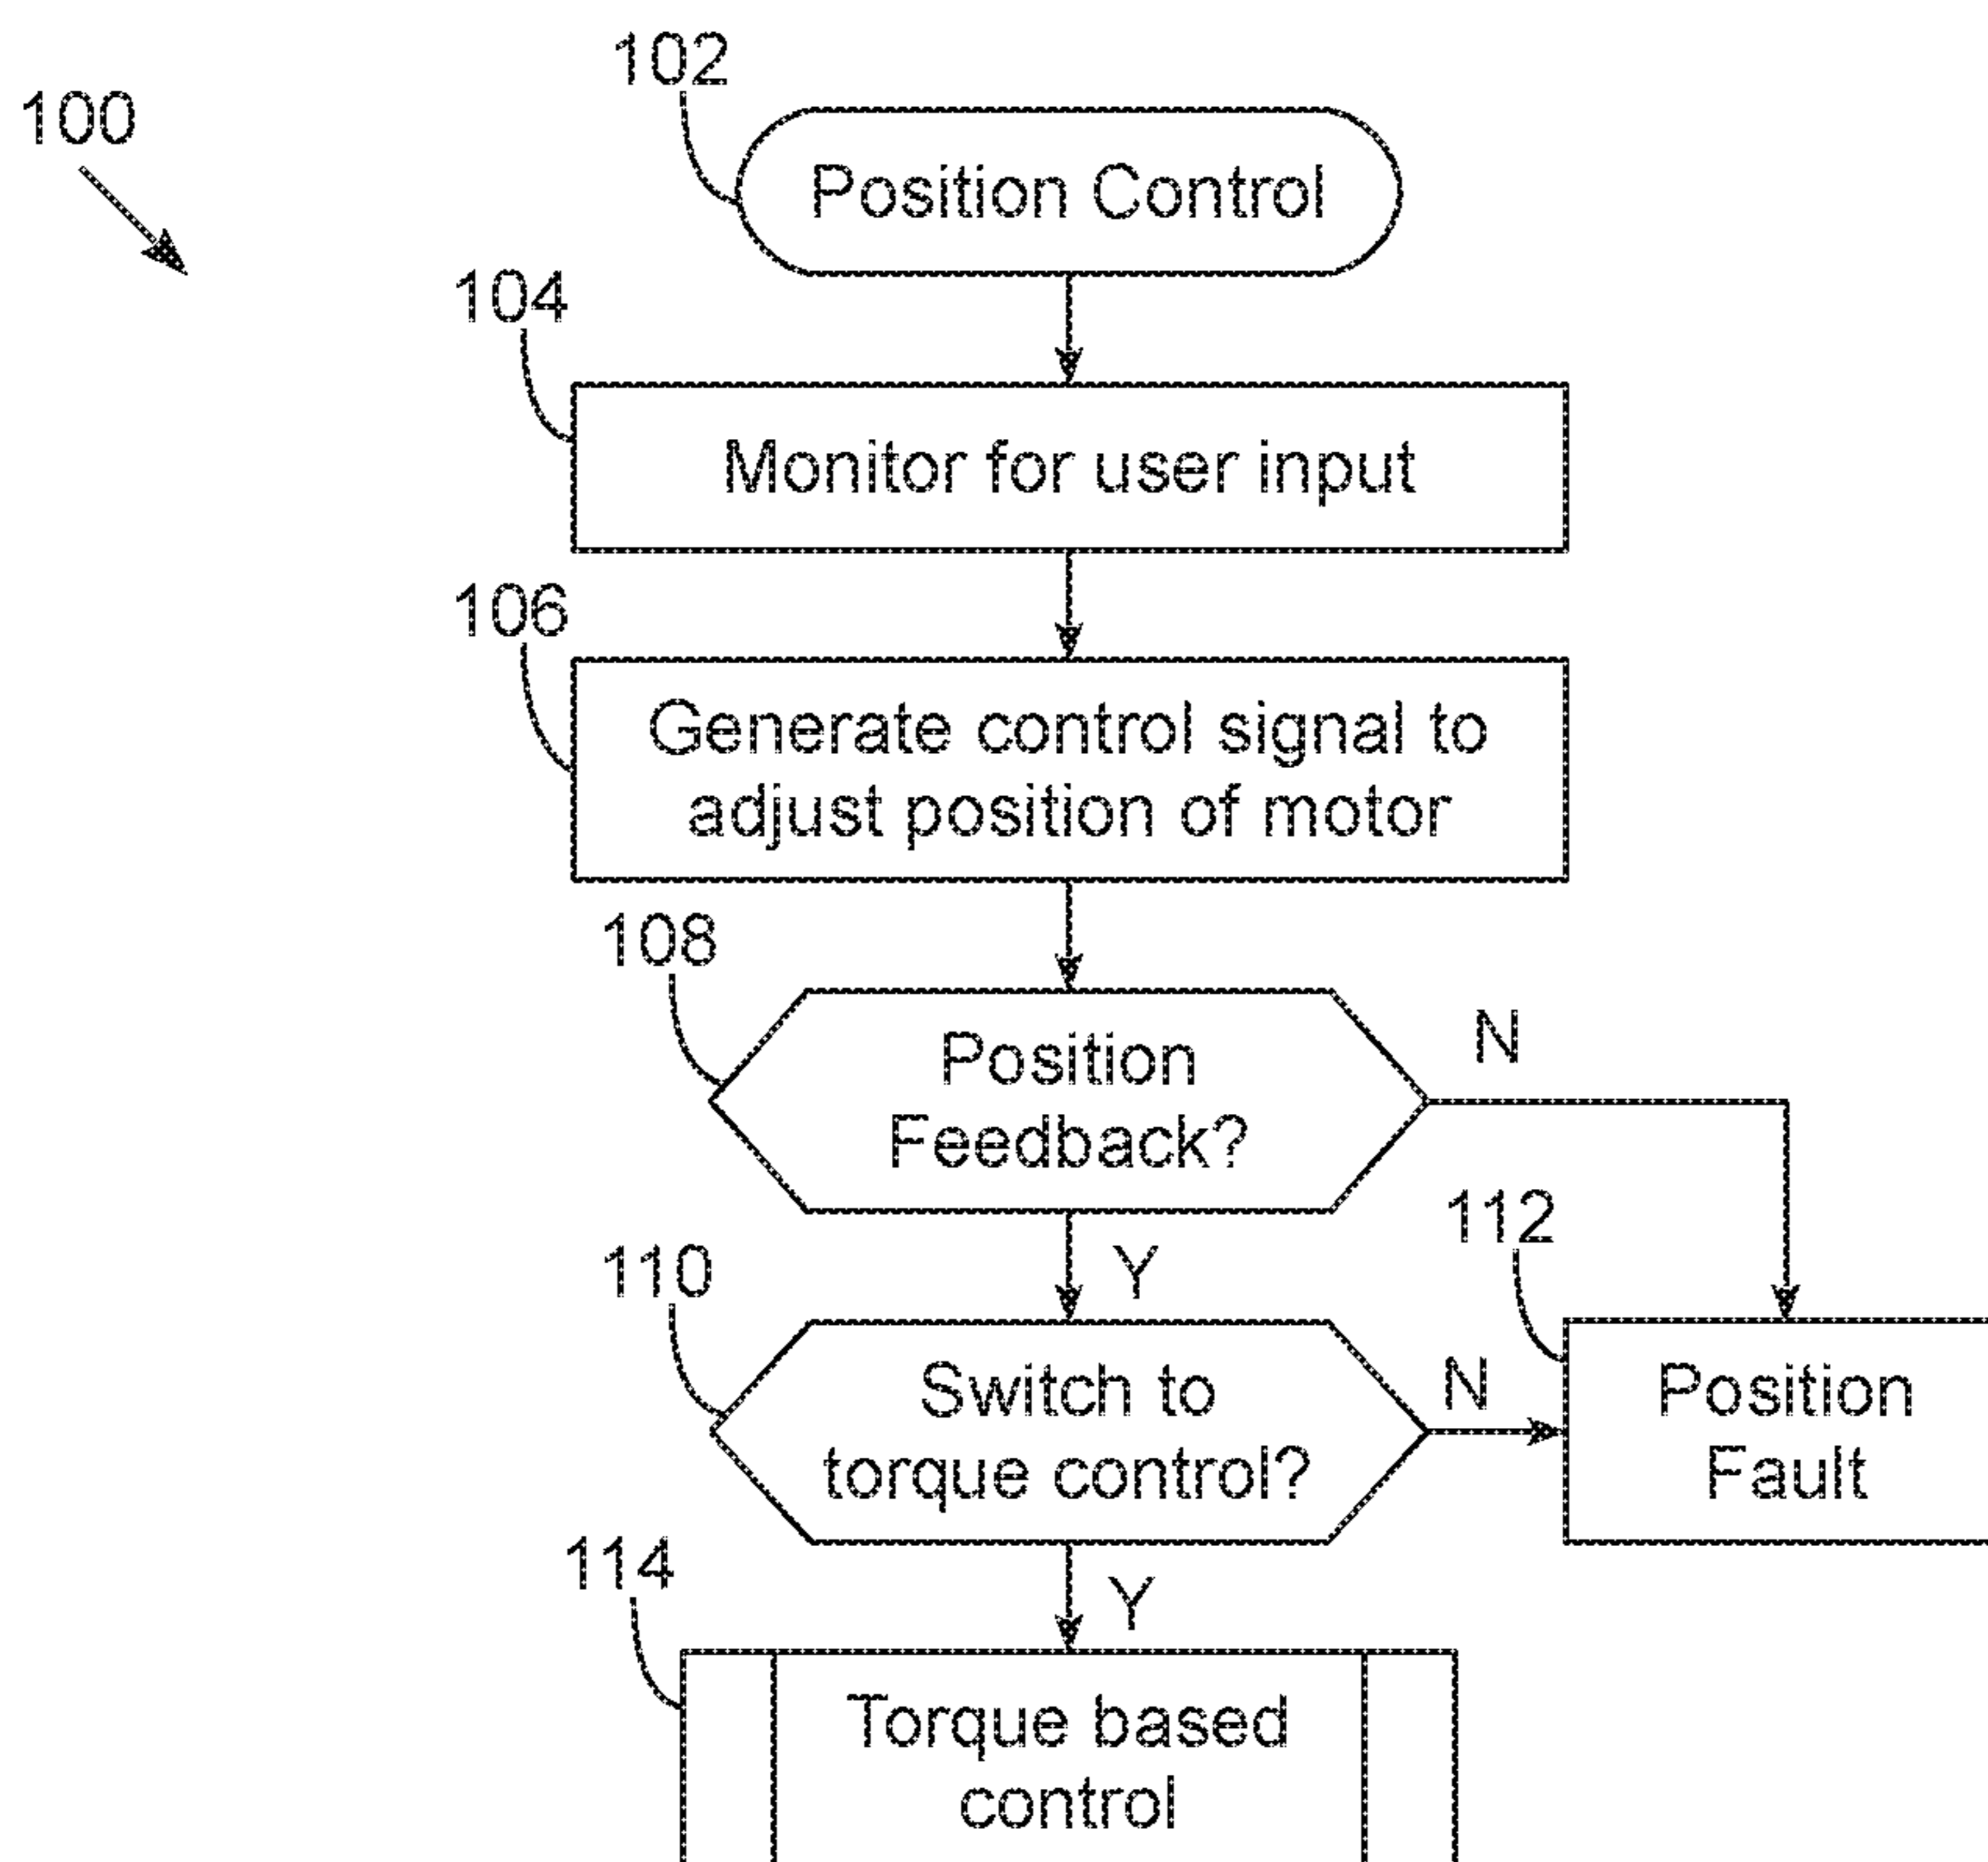 102
100
Position Control
104
Monitor for user input
106
Generate control signal to
adjust position of motor
108
Position
Feedback?
N
112
110
Y
Switch to
torque control?
N
Position
Fault
114
Y
Torque based
control